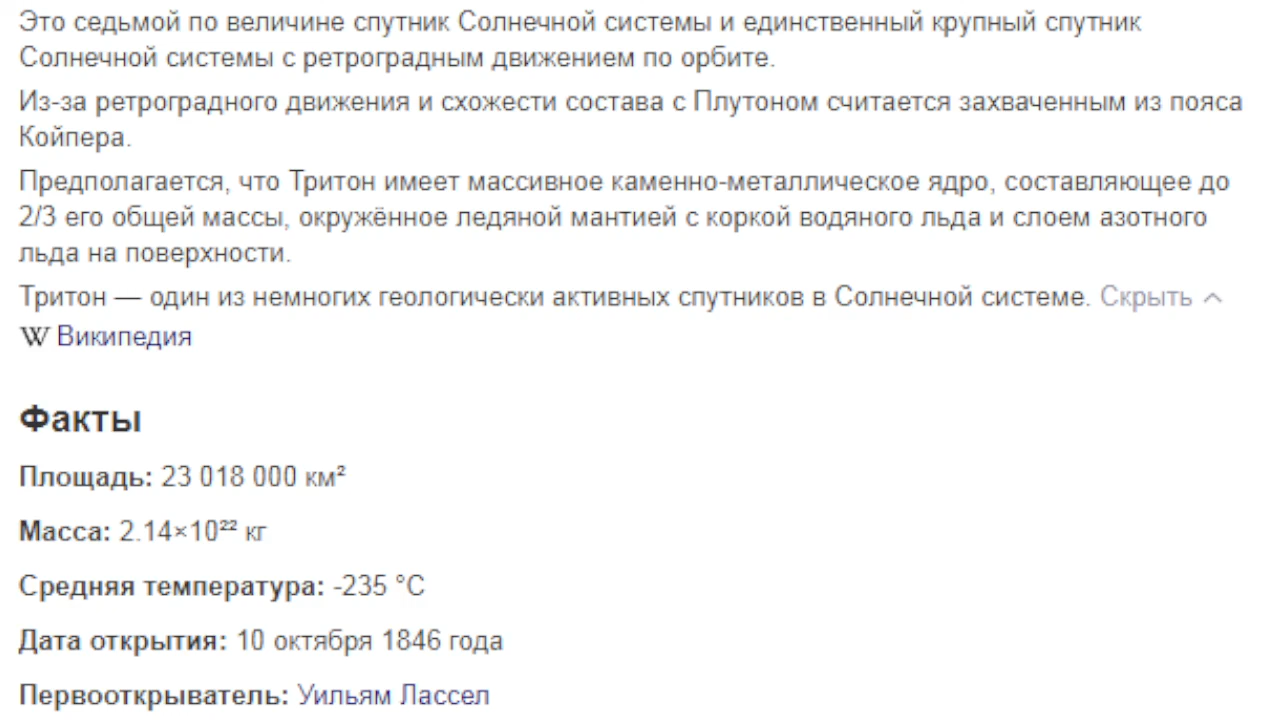 Это седьмой по величине спутник Солнечной системы и единственный крупный спутник
Солнечной системы с ретроградным движением по орбите.
Из-за ретроградного движения и схожести состава с Плутоном считается захваченным из пояса
Койпера.
Предполагается, что Тритон имеет массивное каменно-металлическое ядро, составляющее до
2/3 его общей массы, окружённое ледяной мантией с коркой водяного льда и слоем азотного
льда на поверхности.
Тритон — один из немногих геологически активных спутников в Солнечной системе. Скрыть
W Википедия
Факты
Площадь: 23 018 000 км²
Масса: 2.14×10²² кг
Средняя температура: -235 °C
Дата открытия: 10 октября 1846 года
Первооткрыватель: Уильям Лассел